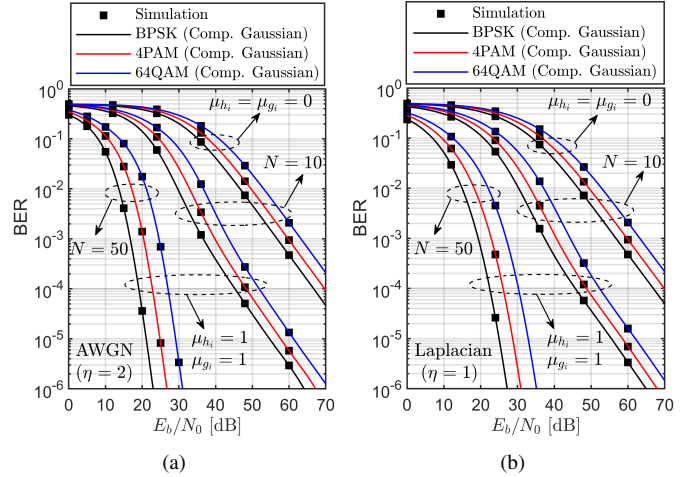 Simulation
BPSK (Comp. Gaussian)
4PAM (Comp. Gaussian)
64QAM (Comp. Gaussian)
10^0
10^-1
10^-2
10^-3
10^-4
10^-5
10^-6
BER
μ_{h_i} = μ_{g_i} = 0
N = 10
N = 50
μ_{h_i} = 1
μ_{g_i} = 1
AWGN
(η = 2)
0 10 20 30 40 50 60 70
E_b/N_0 [dB]
(a)
Simulation
BPSK (Comp. Gaussian)
4PAM (Comp. Gaussian)
64QAM (Comp. Gaussian)
10^0
10^-1
10^-2
10^-3
10^-4
10^-5
10^-6
BER
μ_{h_i} = μ_{g_i} = 0
N = 10
N = 50
μ_{h_i} = 1
μ_{g_i} = 1
Laplacian
(η = 1)
0 10 20 30 40 50 60 70
E_b/N_0 [dB]
(b)